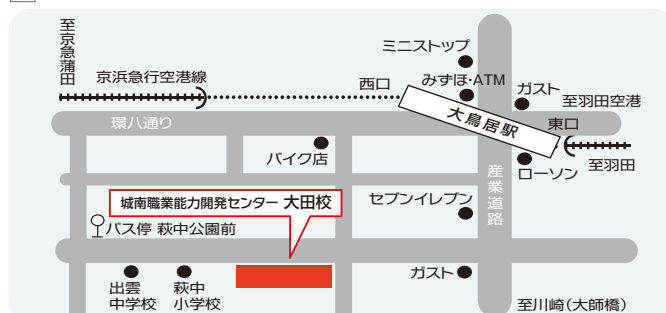 至京急蒲田
京浜急行空港線
西口
ミニストップ
みずほ・ATM
ガスト
至羽田空港
大鳥居駅
東口
至羽田
環八通り
バイク店
ローソン
産業道路
城南職業能力開発センター 大田校
セブンイレブン
バス停 萩中公園前
出雲
中学校
萩中
小学校
ガスト
至川崎(大師橋)